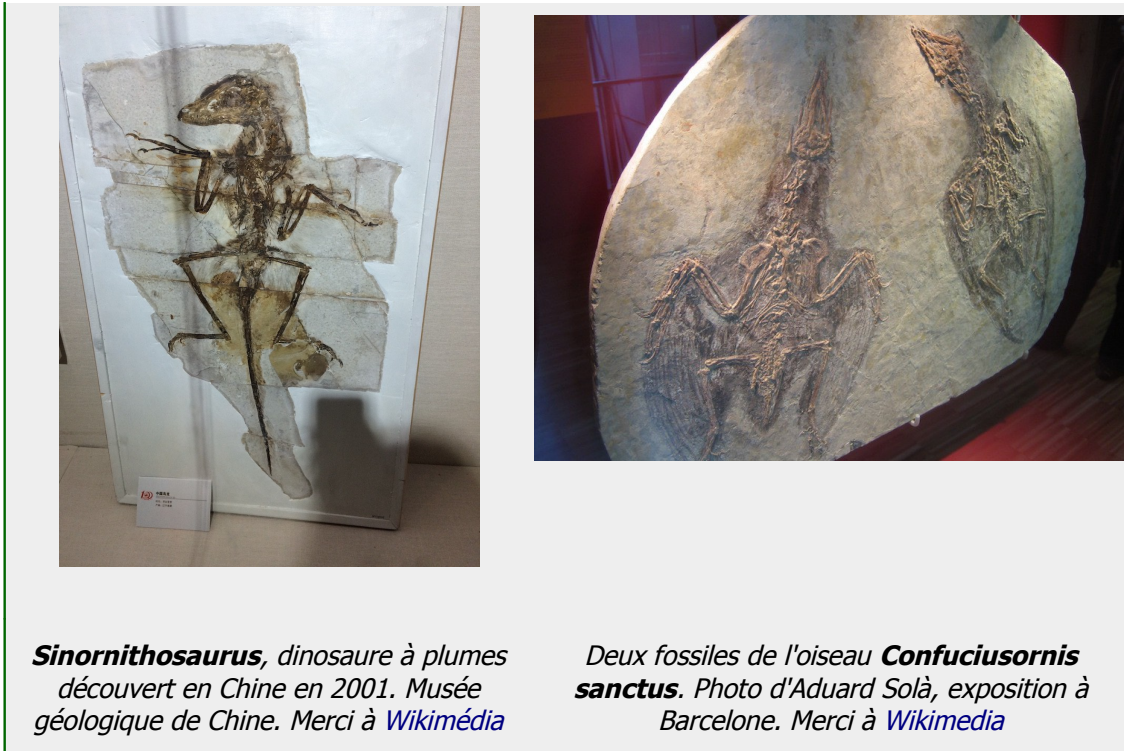 Sinornithosaurus, dinosaure à plumes
découvert en Chine en 2001. Musée
géologique de Chine. Merci à Wikimédia
Deux fossiles de l'oiseau Confuciusornis
sanctus. Photo d'Aduard Solà, exposition à
Barcelone. Merci à Wikimedia